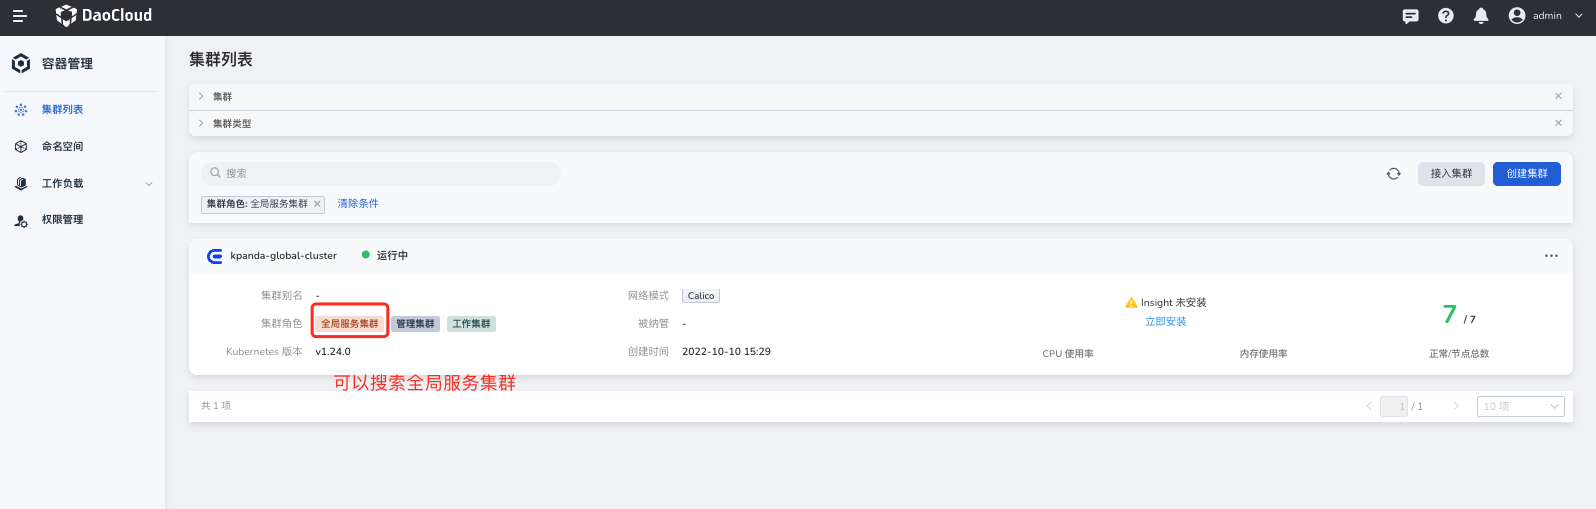 DaoCloud
admin
容器管理
集群列表
命名空间
工作负载
权限管理
集群列表
集群
集群类型
搜索
接入集群
创建集群
集群角色: 全局服务集群
清除条件
kpanda-global-cluster
运行中
集群别名 -
网络模式 Calico
集群角色 全局服务集群 管理集群 工作集群
被纳管 -
Kubernetes 版本 v1.24.0
创建时间 2022-10-10 15:29
Insight 未安装
立即安装
7 / 7
CPU 使用率
内存使用率
正常/节点总数
可以搜索全局服务集群
共 1 项
1 / 1
10 项